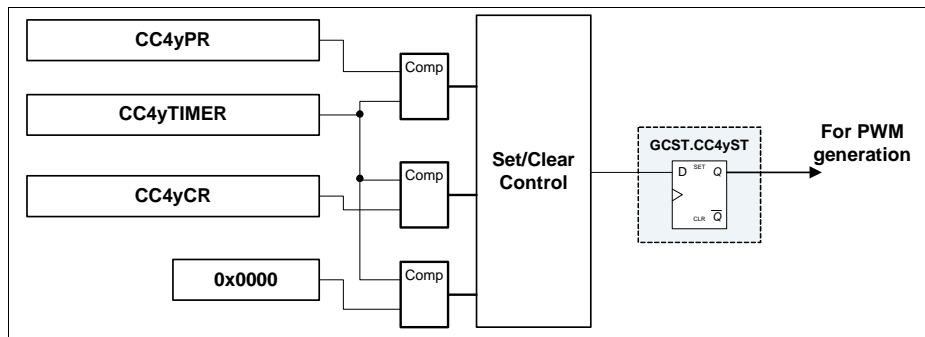 CC4yPR
CC4yTIMER
CC4yCR
0x0000
Comp
Comp
Comp
Set/Clear
Control
GCST.CC4yST
D
SET
Q
CLR
Q
For PWM
generation